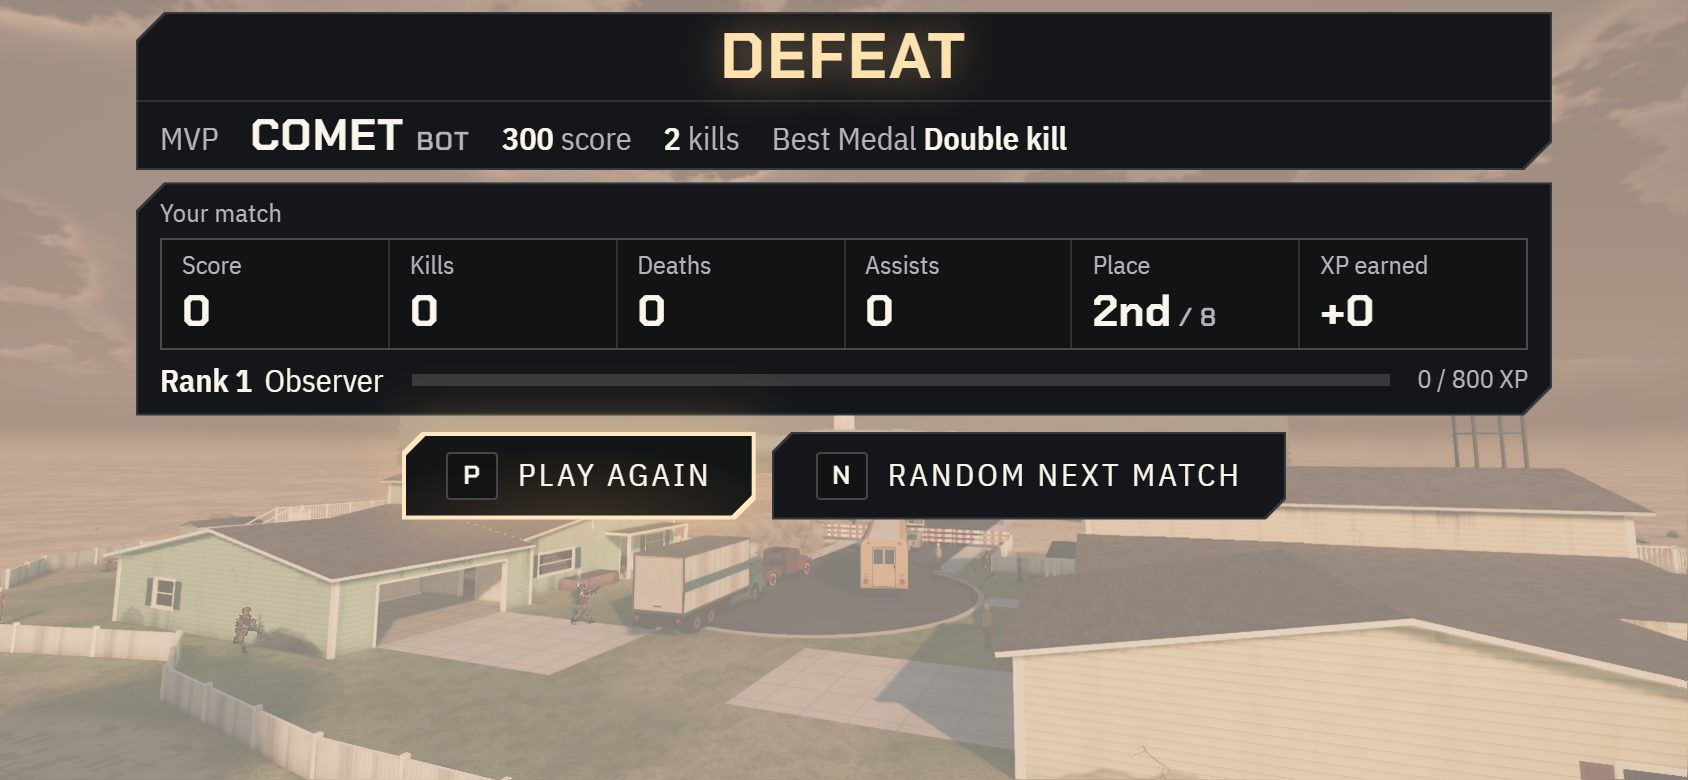 DEFEAT
MVP COMET BOT 300 score 2 kills Best Medal Double kill
Your match
Score Kills Deaths Assists Place XP earned
0 0 0 0 2nd / 8 +0
Rank 1 Observer 0 / 800 XP
P PLAY AGAIN N RANDOM NEXT MATCH